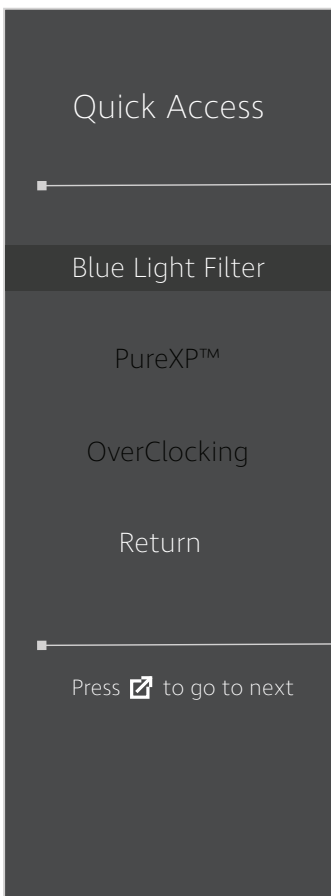 Quick Access
Blue Light Filter
PureXP™
OverClocking
Return
Press to go to next